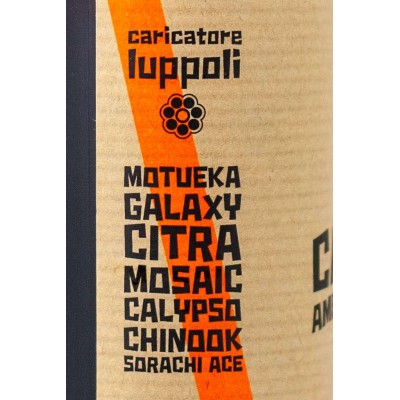 caricatore
luppoli
MOTUEKA
GALAXY
CITRA
MOSAIC
CALYPSO
CHINOOK
SORACHI ACE